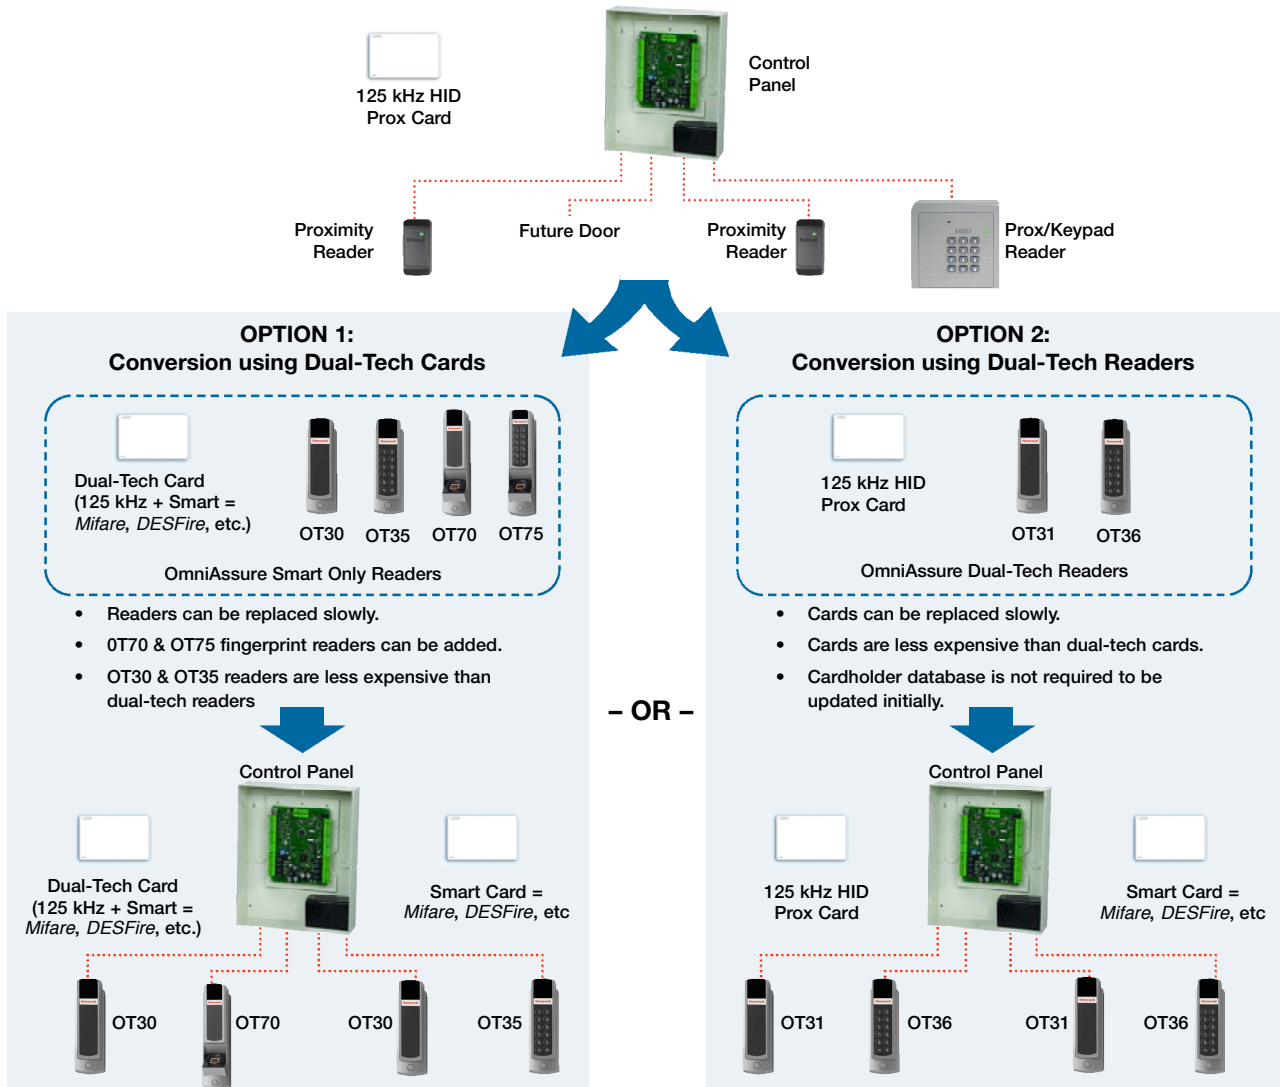 125 kHz HID
Prox Card
Control
Panel
Proximity
Reader
Future Door
Proximity
Reader
Prox/Keypad
Reader
OPTION 1:
Conversion using Dual-Tech Cards
Dual-Tech Card
(125 kHz + Smart =
Mifare, DESFire, etc.)
OT30
OT35
OT70
OT75
OmniAssure Smart Only Readers
• Readers can be replaced slowly.
• 0T70 & OT75 fingerprint readers can be added.
• OT30 & OT35 readers are less expensive than
dual-tech readers
Control Panel
Dual-Tech Card
(125 kHz + Smart =
Mifare, DESFire, etc.)
Smart Card =
Mifare, DESFire, etc
OT30
OT70
OT30
OT35
– OR –
OPTION 2:
Conversion using Dual-Tech Readers
125 kHz HID
Prox Card
OT31
OT36
OmniAssure Dual-Tech Readers
• Cards can be replaced slowly.
• Cards are less expensive than dual-tech cards.
• Cardholder database is not required to be
updated initially.
Control Panel
125 kHz HID
Prox Card
Smart Card =
Mifare, DESFire, etc
OT31
OT36
OT31
OT36